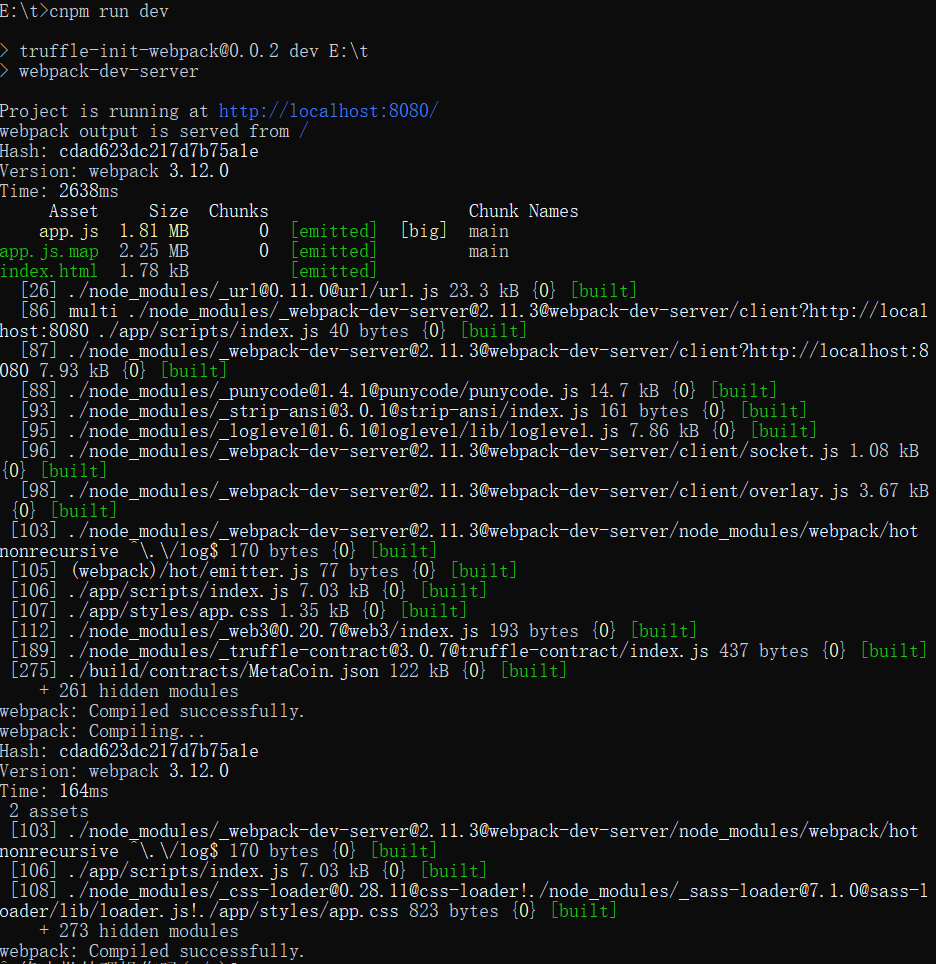 E:\t>cnpm run dev
> truffle-init-webpack@0.0.2 dev E:\t
> webpack-dev-server
Project is running at http://localhost:8080/
webpack output is served from /
Hash: cdad623dc217d7b75a1e
Version: webpack 3.12.0
Time: 2638ms
Asset Size Chunks Chunk Names
app.js 1.81 MB 0 [emitted] [big] main
app.js.map 2.25 MB 0 [emitted] main
index.html 1.78 kB [emitted]
[26] ./node_modules/_url@0.11.0@url/url.js 23.3 kB {0} [built]
[86] multi ./node_modules/_webpack-dev-server@2.11.3@webpack-dev-server/client?http://local
host:8080 ./app/scripts/index.js 40 bytes {0} [built]
[87] ./node_modules/_webpack-dev-server@2.11.3@webpack-dev-server/client?http://localhost:8
080 7.93 kB {0} [built]
[88] ./node_modules/_punycode@1.4.1@punycode/punycode.js 14.7 kB {0} [built]
[93] ./node_modules/_strip-ansi@3.0.1@strip-ansi/index.js 161 bytes {0} [built]
[95] ./node_modules/_loglevel@1.6.1@loglevel/lib/loglevel.js 7.86 kB {0} [built]
[96] ./node_modules/_webpack-dev-server@2.11.3@webpack-dev-server/client/socket.js 1.08 kB
{0} [built]
[98] ./node_modules/_webpack-dev-server@2.11.3@webpack-dev-server/client/overlay.js 3.67 kB
{0} [built]
[103] ./node_modules/_webpack-dev-server@2.11.3@webpack-dev-server/node_modules/webpack/hot
nonrecursive ^\.\/log$ 170 bytes {0} [built]
[105] (webpack)/hot/emitter.js 77 bytes {0} [built]
[106] ./app/scripts/index.js 7.03 kB {0} [built]
[107] ./app/styles/app.css 1.35 kB {0} [built]
[112] ./node_modules/_web3@0.20.7@web3/index.js 193 bytes {0} [built]
[189] ./node_modules/_truffle-contract@3.0.7@truffle-contract/index.js 437 bytes {0} [built]
[275] ./build/contracts/MetaCoin.json 122 kB {0} [built]
+ 261 hidden modules
webpack: Compiled successfully.
webpack: Compiling...
Hash: cdad623dc217d7b75a1e
Version: webpack 3.12.0
Time: 164ms
2 assets
[103] ./node_modules/_webpack-dev-server@2.11.3@webpack-dev-server/node_modules/webpack/hot
nonrecursive ^\.\/log$ 170 bytes {0} [built]
[106] ./app/scripts/index.js 7.03 kB {0} [built]
[108] ./node_modules/_css-loader@0.28.11@css-loader!./node_modules/_sass-loader@7.1.0@sass-l
oader/lib/loader.js!./app/styles/app.css 823 bytes {0} [built]
+ 273 hidden modules
webpack: Compiled successfully.